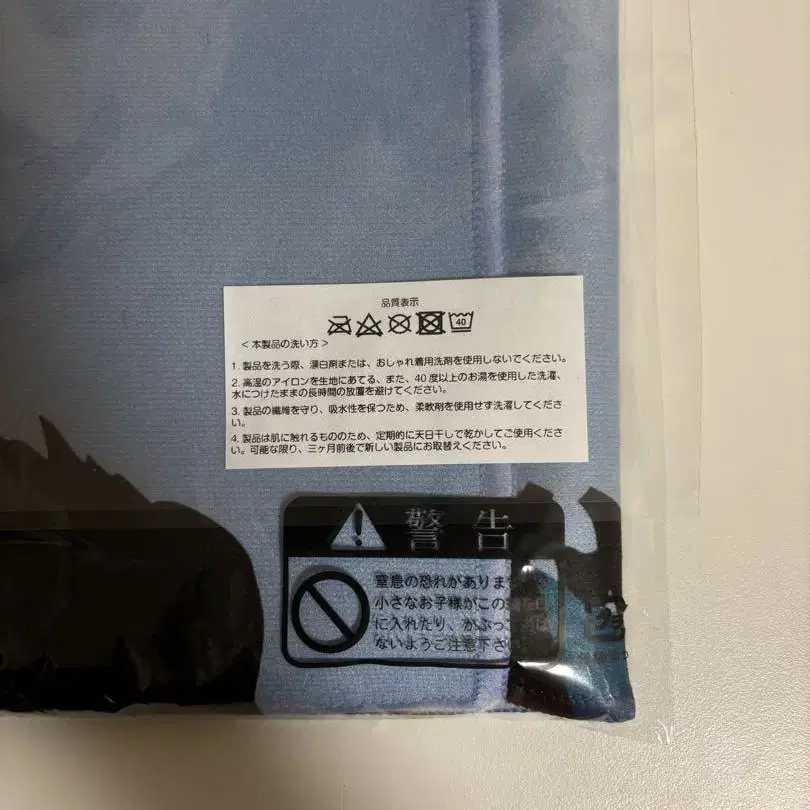 品質表示
40
< 本製品の洗い方 >
1. 製品を洗う際、漂白剤または、おしゃれ着用洗剤を使用しないでください。
2. 高温のアイロンを生地にあてる、また、40 度以上のお湯を使用した洗濯、
水につけたままの長時間の放置を避けてください。
3. 製品の繊維を守り、吸水性を保つため、柔軟剤を使用せず洗濯してくださ
い。
4. 製品は肌に触れるもののため、定期的に天日干しで乾かしてご使用くださ
い。可能な限り、三ヶ月前後で新しい製品にお取替えください。
警告
窒息の恐れがありま
小さなお子様がこの
に入れたり、かぶっ
ないようご注意下さ
プラ